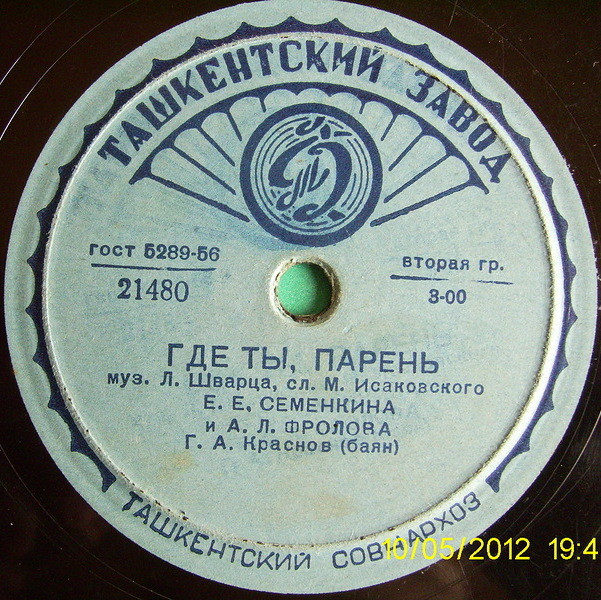 ТАШКЕНТСКИЙ ЗАВОД
ГОСТ 5289-56
21480
вторая гр.
3-00
ГДЕ ТЫ, ПАРЕНЬ
муз. Л. Шварца, сл. М. Исаковского
Е. Е. СЕМЕНКИНА
и А. Л. ФРОЛОВА
Г. А. Краснов (баян)
ТАШКЕНТСКИЙ СОВНАРХОЗ
10/05/2012 19:4